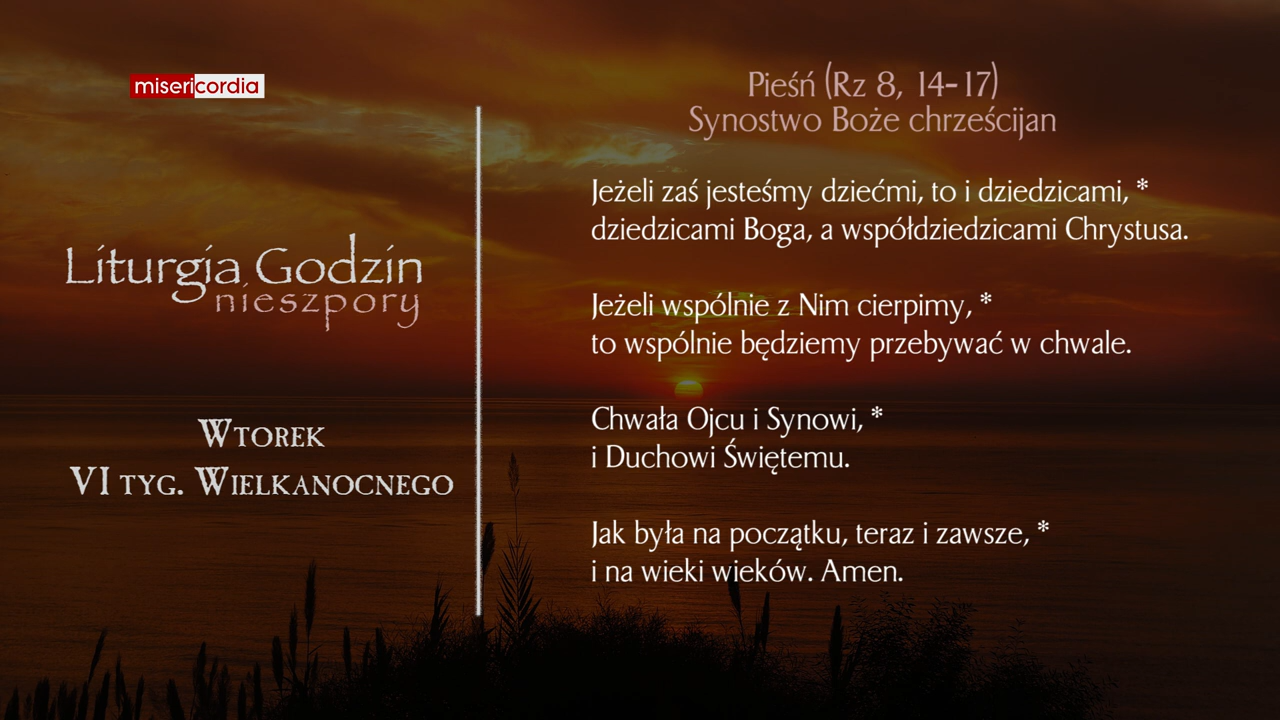 misericordia
Liturgia Godzin
nieszpory
Wtorek
VI tyg. Wielkanocnego
Pieśń (Rz 8, 14-17)
Synostwo Boże chrześcijan
Jeżeli zaś jesteśmy dziećmi, to i dziedzicami, *
dziedzicami Boga, a współdziedzicami Chrystusa.
Jeżeli wspólnie z Nim cierpimy, *
to wspólnie będziemy przebywać w chwale.
Chwała Ojcu i Synowi, *
i Duchowi Świętemu.
Jak była na początku, teraz i zawsze, *
i na wieki wieków. Amen.